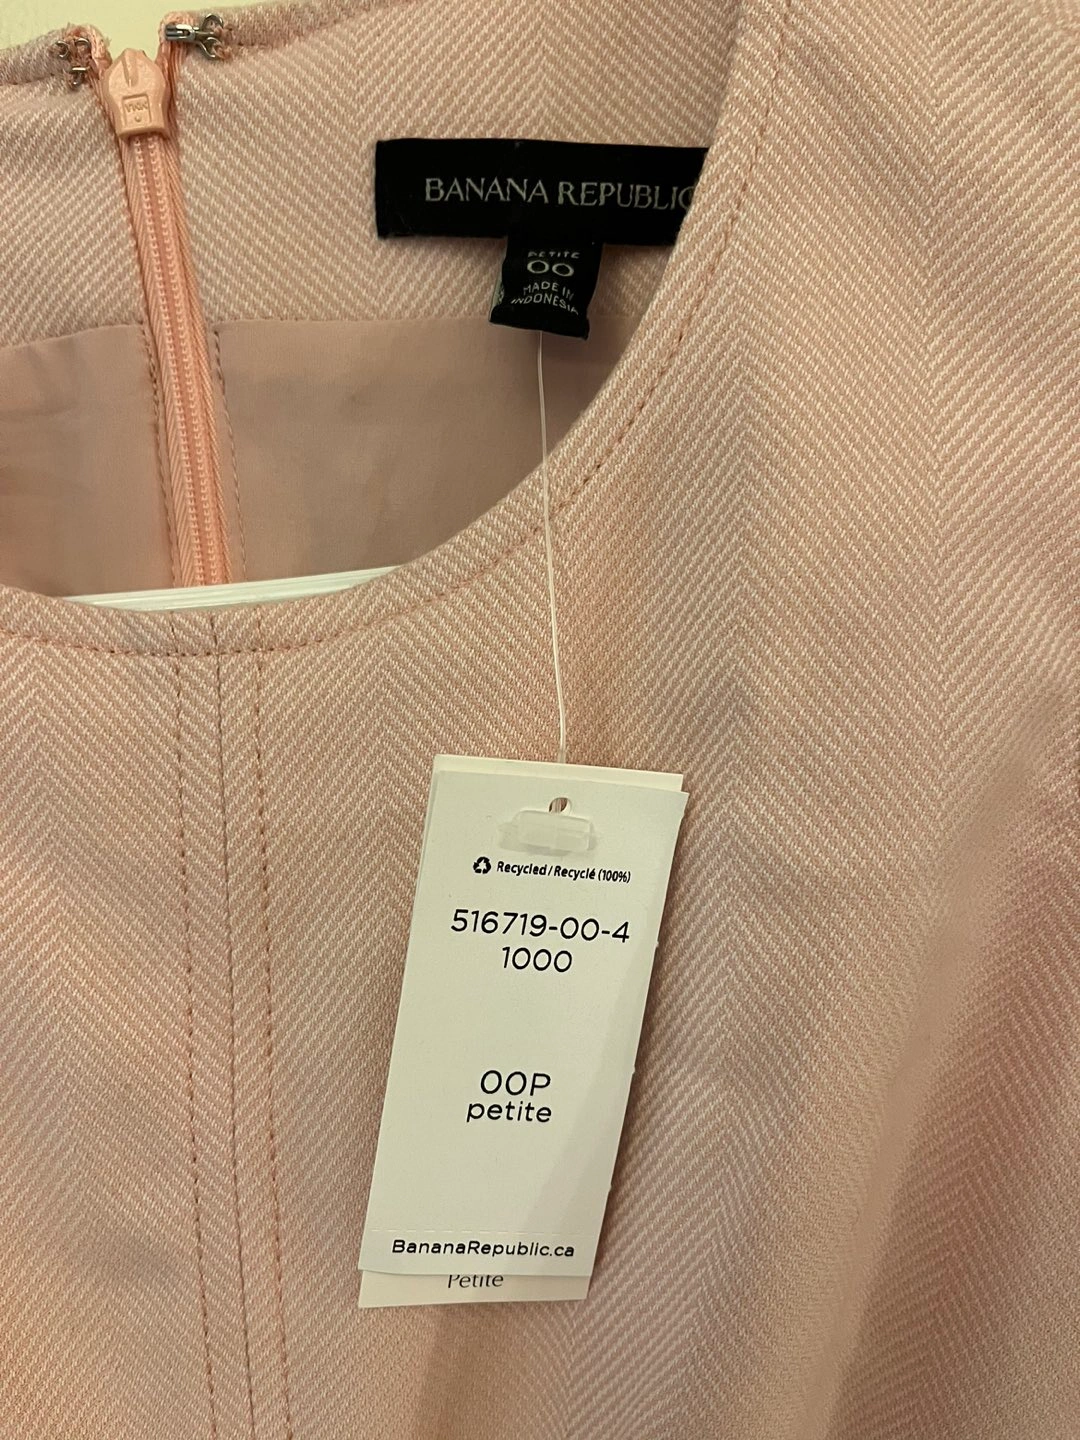 BANANA REPUBLIC
PETITE
00
MADE IN
INDONESIA
YKK
Recycled/Recyclé (100%)
516719-00-4
1000
00P
petite
BananaRepublic.ca
Petite